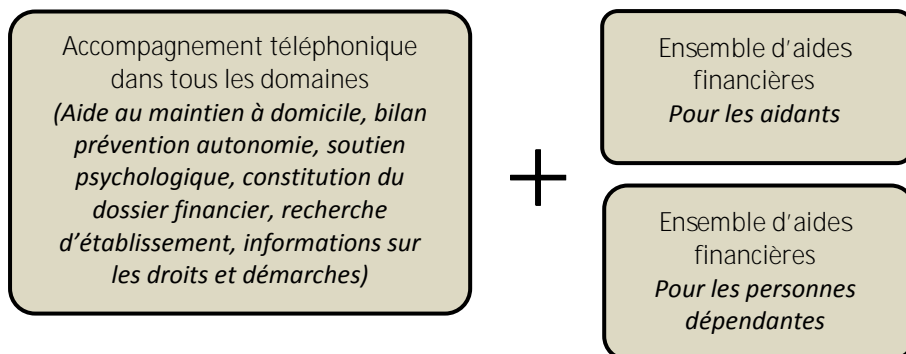 Accompagnement téléphonique
dans tous les domaines
(Aide au maintien à domicile, bilan
prévention autonomie, soutien
psychologique, constitution du
dossier financier, recherche
d'établissement, informations sur
les droits et démarches)
+
Ensemble d'aides
financières
Pour les aidants
Ensemble d'aides
financières
Pour les personnes
dépendantes